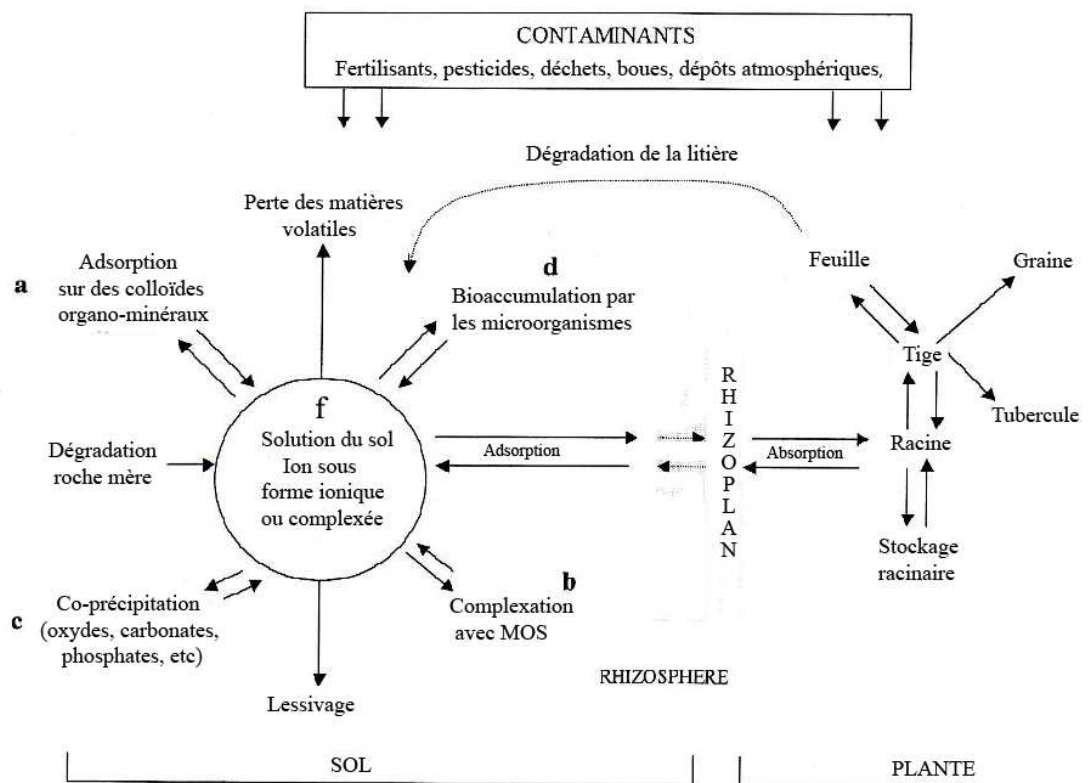 CONTAMINANTS
Fertilisants, pesticides, déchets, boues, dépôts atmosphériques,
Dégradation de la litière
Perte des matières
volatiles
a
Adsorption
sur des colloïdes
organo-minéraux
d
Bioaccumulation par
les microorganismes
Feuille
Graine
Tige
Tubercule
f
Solution du sol
Ion sous
forme ionique
ou complexée
Dégradation
roche mère
Adsorption
RHIZOPLAN
Absorption
Racine
Stockage
racinaire
c
Co-précipitation
(oxydes, carbonates,
phosphates, etc)
b
Complexation
avec MOS
Lessivage
RHIZOSPHERE
SOL
PLANTE